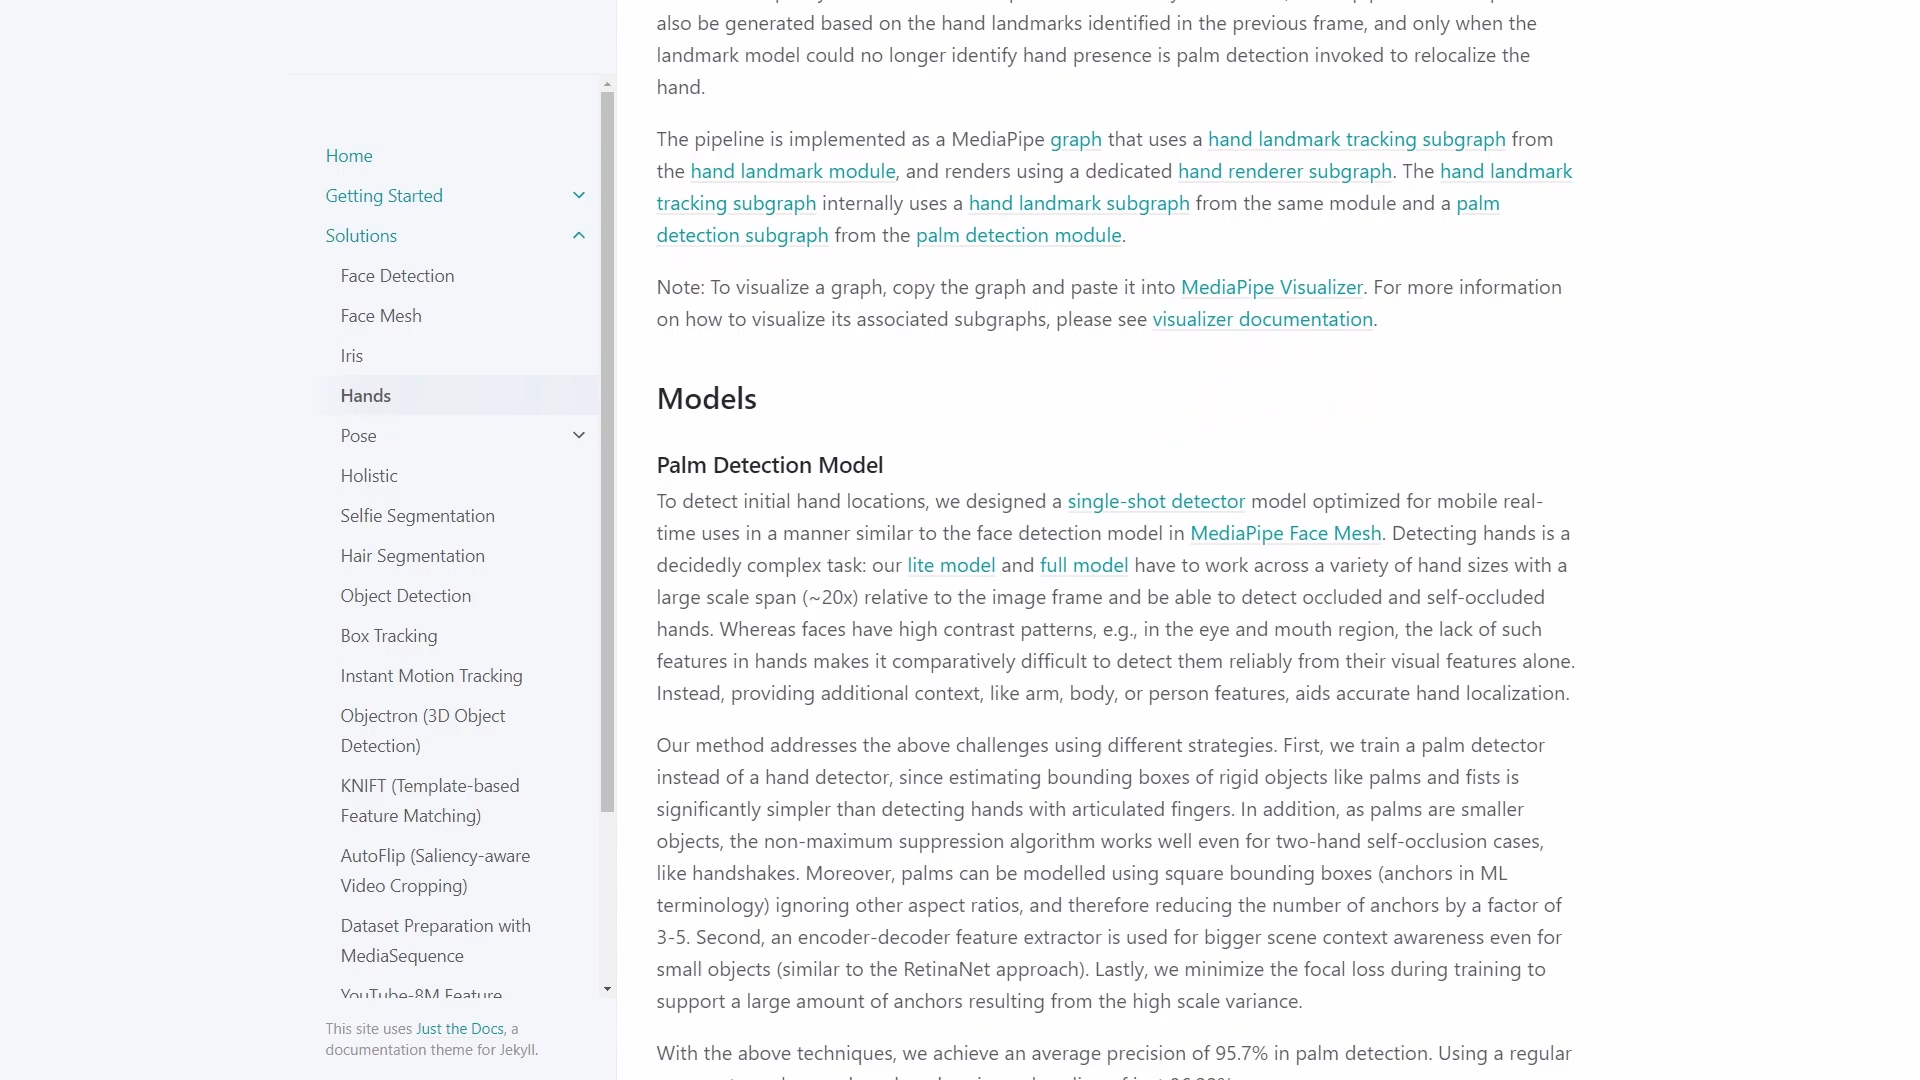 Home
Getting Started
Solutions
Face Detection
Face Mesh
Iris
Hands
Pose
Holistic
Selfie Segmentation
Hair Segmentation
Object Detection
Box Tracking
Instant Motion Tracking
Objectron (3D Object
Detection)
KNIFT (Template-based
Feature Matching)
AutoFlip (Saliency-aware
Video Cropping)
Dataset Preparation with
MediaSequence
YouTube-8M Feature
This site uses Just the Docs, a
documentation theme for Jekyll.
also be generated based on the hand landmarks identified in the previous frame, and only when the
landmark model could no longer identify hand presence is palm detection invoked to relocalize the
hand.
The pipeline is implemented as a MediaPipe graph that uses a hand landmark tracking subgraph from
the hand landmark module, and renders using a dedicated hand renderer subgraph. The hand landmark
tracking subgraph internally uses a hand landmark subgraph from the same module and a palm
detection subgraph from the palm detection module.
Note: To visualize a graph, copy the graph and paste it into MediaPipe Visualizer. For more information
on how to visualize its associated subgraphs, please see visualizer documentation.
Models
Palm Detection Model
To detect initial hand locations, we designed a single-shot detector model optimized for mobile real-
time uses in a manner similar to the face detection model in MediaPipe Face Mesh. Detecting hands is a
decidedly complex task: our lite model and full model have to work across a variety of hand sizes with a
large scale span (~20x) relative to the image frame and be able to detect occluded and self-occluded
hands. Whereas faces have high contrast patterns, e.g., in the eye and mouth region, the lack of such
features in hands makes it comparatively difficult to detect them reliably from their visual features alone.
Instead, providing additional context, like arm, body, or person features, aids accurate hand localization.
Our method addresses the above challenges using different strategies. First, we train a palm detector
instead of a hand detector, since estimating bounding boxes of rigid objects like palms and fists is
significantly simpler than detecting hands with articulated fingers. In addition, as palms are smaller
objects, the non-maximum suppression algorithm works well even for two-hand self-occlusion cases,
like handshakes. Moreover, palms can be modelled using square bounding boxes (anchors in ML
terminology) ignoring other aspect ratios, and therefore reducing the number of anchors by a factor of
3-5. Second, an encoder-decoder feature extractor is used for bigger scene context awareness even for
small objects (similar to the RetinaNet approach). Lastly, we minimize the focal loss during training to
support a large amount of anchors resulting from the high scale variance.
With the above techniques, we achieve an average precision of 95.7% in palm detection. Using a regular